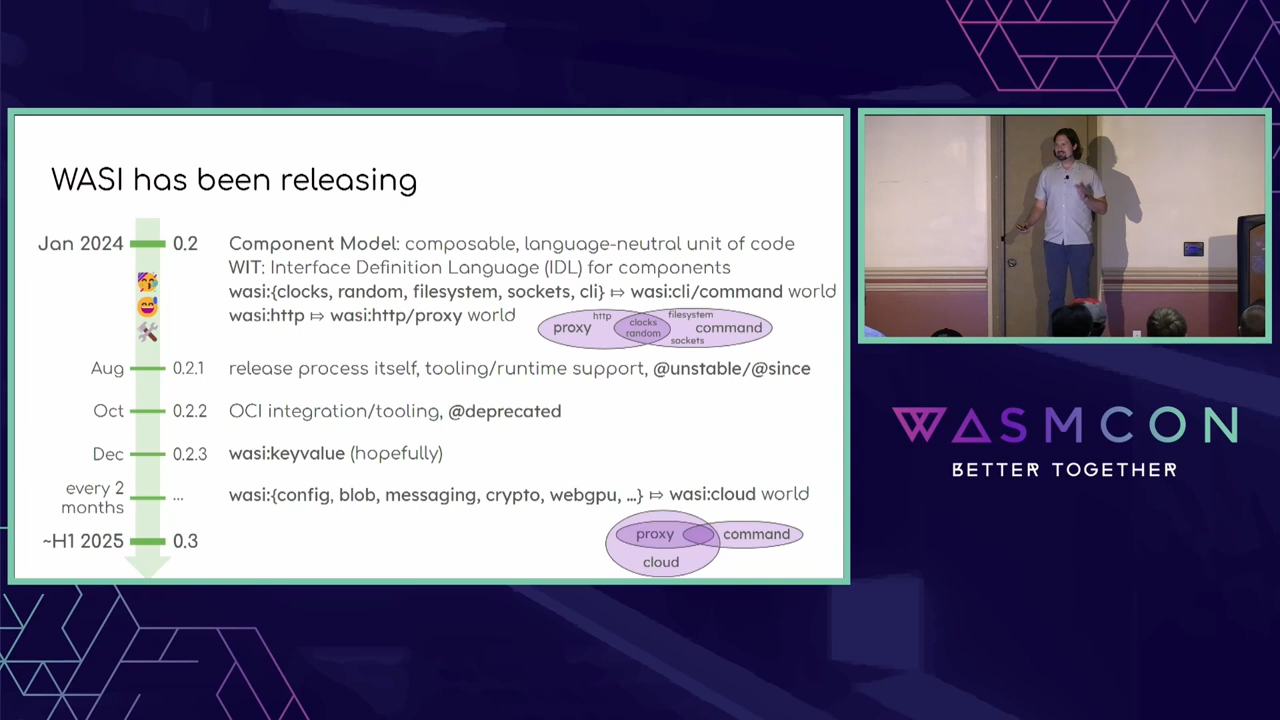 WASI has been releasing
Jan 2024 0.2 Component Model: composable, language-neutral unit of code
WIT: Interface Definition Language (IDL) for components
wasi:{clocks, random, filesystem, sockets, cli} ⤇ wasi:cli/command world
wasi:http ⤇ wasi:http/proxy world
proxy http clocks random filesystem command sockets
Aug 0.2.1 release process itself, tooling/runtime support, @unstable/@since
Oct 0.2.2 OCI integration/tooling, @deprecated
Dec 0.2.3 wasi:keyvalue (hopefully)
every 2
months ... wasi:{config, blob, messaging, crypto, webgpu, ...} ⤇ wasi:cloud world
~H1 2025 0.3
proxy command
cloud
WASMCON
BETTER TOGETHER